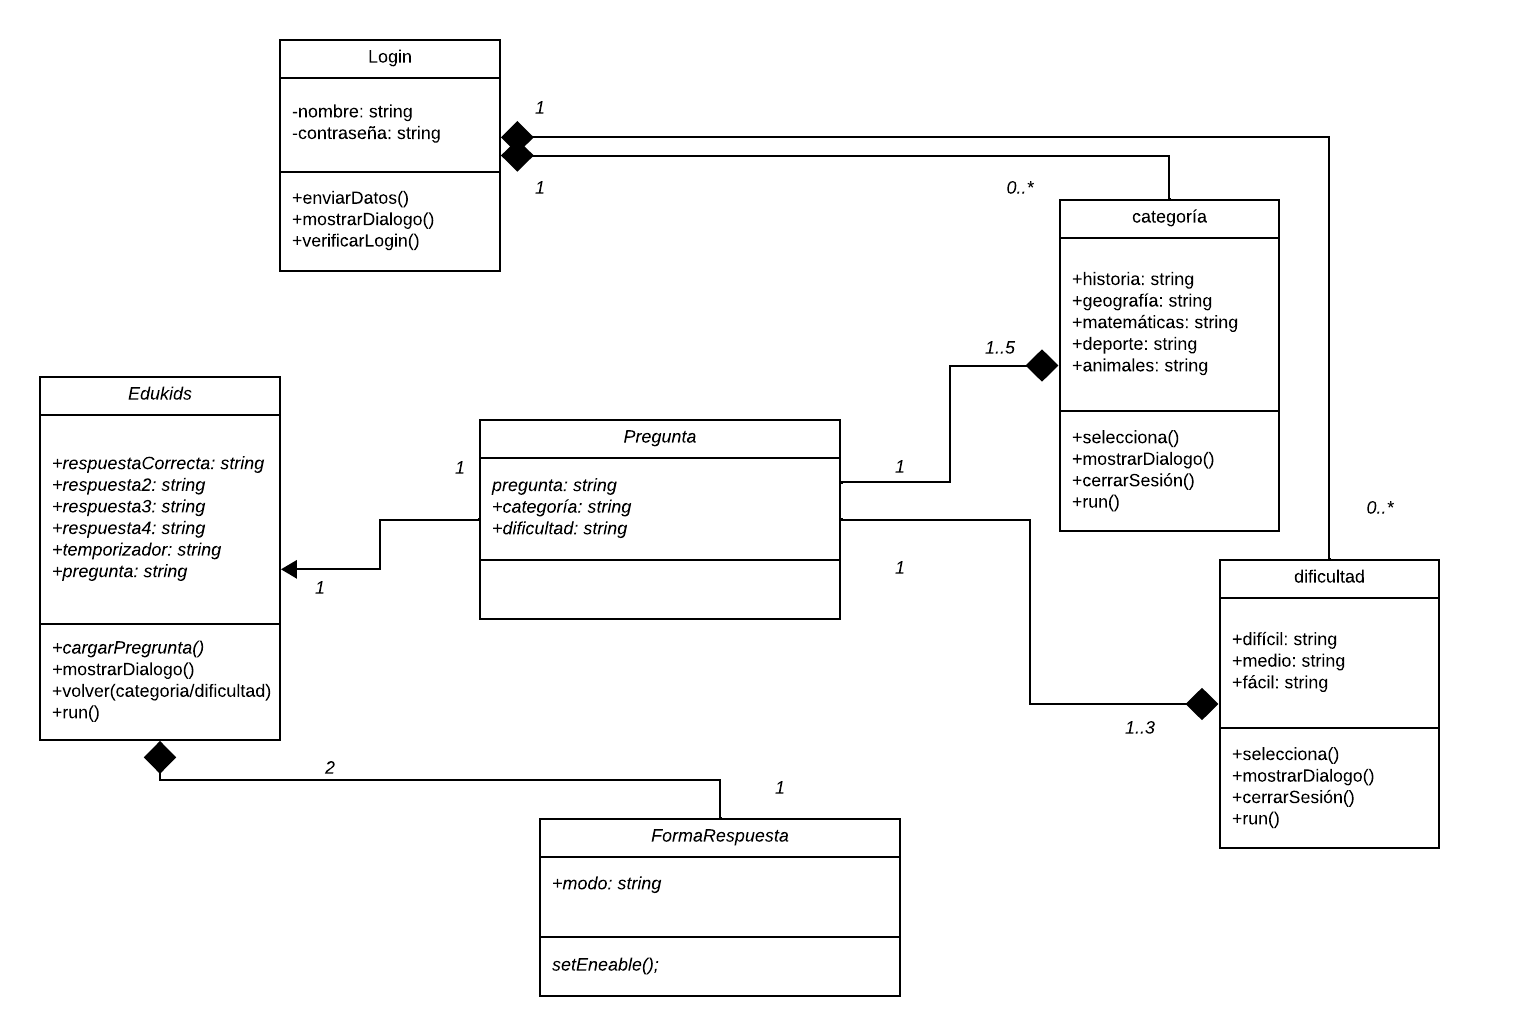 Login
-nombre: string
-contraseña: string
+enviarDatos()
+mostrarDialogo()
+verificarLogin()
1
1
0..*
categoría
+historia: string
+geografía: string
+matemáticas: string
+deporte: string
+animales: string
+selecciona()
+mostrarDialogo()
+cerrarSesión()
+run()
1..5
1
Edukids
+respuestaCorrecta: string
+respuesta2: string
+respuesta3: string
+respuesta4: string
+temporizador: string
+pregunta: string
+cargarPregrunta()
+mostrarDialogo()
+volver(categoria/dificultad)
+run()
1
1
Pregunta
pregunta: string
+categoría: string
+dificultad: string
1
0..*
dificultad
+difícil: string
+medio: string
+fácil: string
+selecciona()
+mostrarDialogo()
+cerrarSesión()
+run()
1..3
2
1
FormaRespuesta
+modo: string
setEneable();